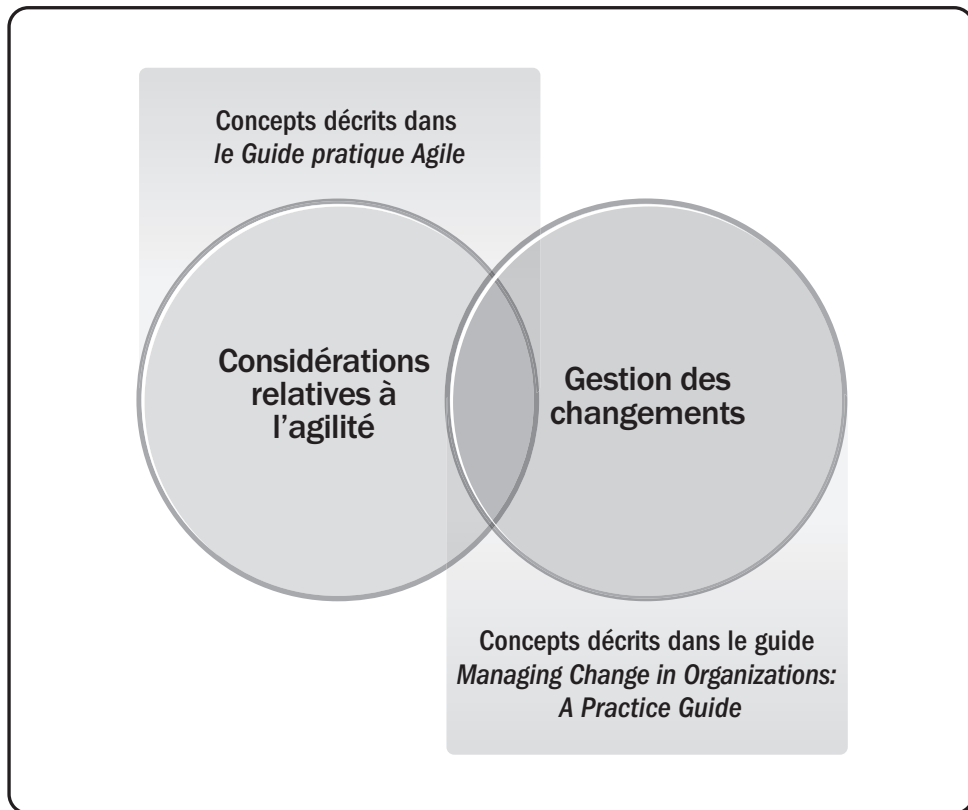 Concepts décrits dans
le Guide pratique Agile
Considérations
relatives à
l'agilité
Gestion des
changements
Concepts décrits dans le guide
Managing Change in Organizations:
A Practice Guide